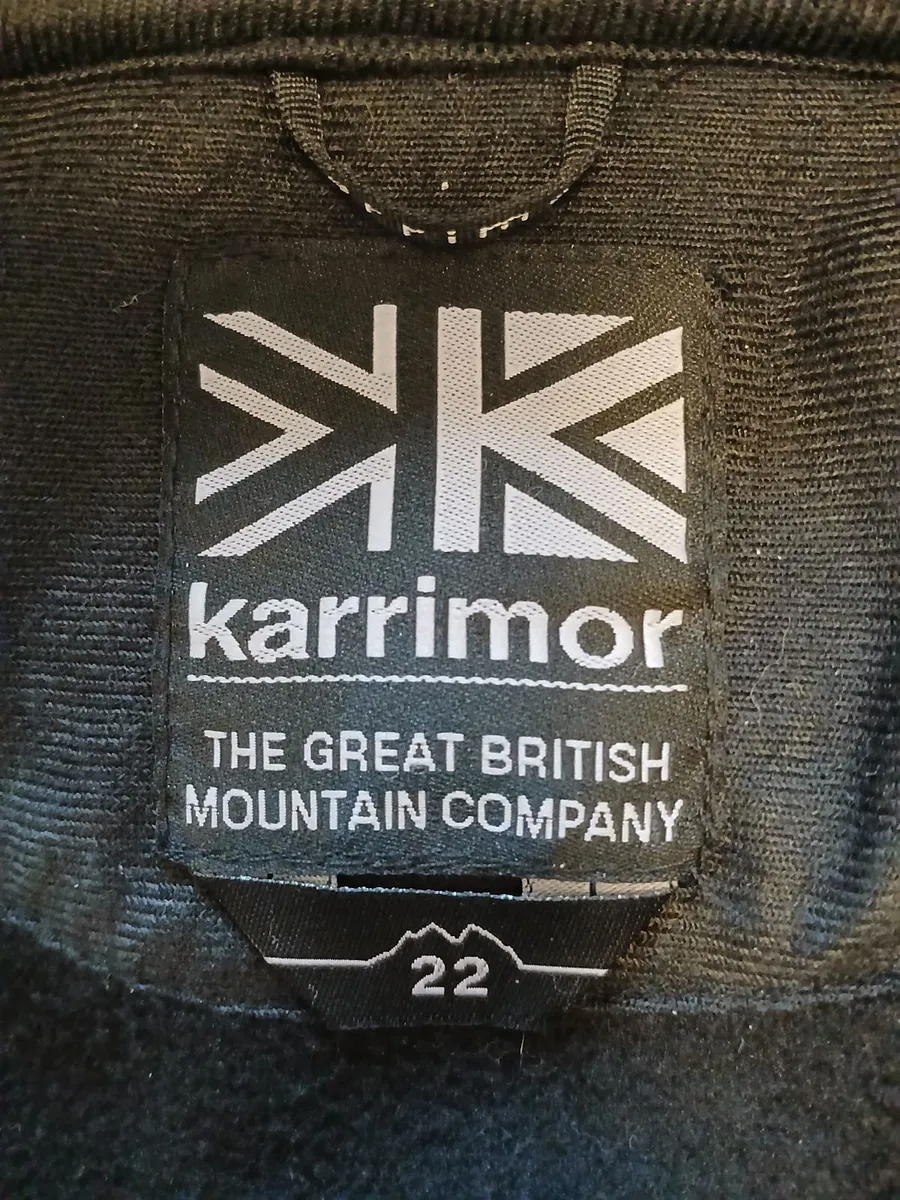 karrimor
THE GREAT BRITISH
MOUNTAIN COMPANY
22